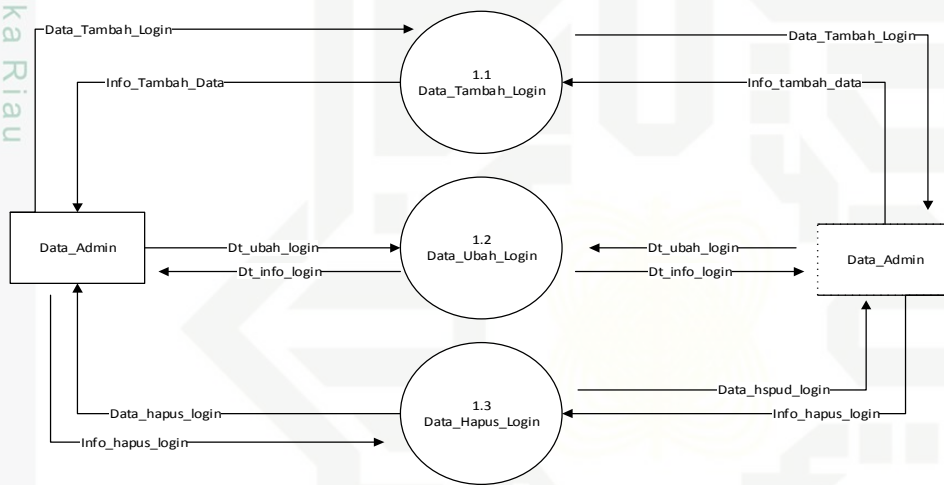 ka Riau
Data_Tambah_Login
Data_Tambah_Login
1.1
Data_Tambah_Login
Info_Tambah_Data
Info_tambah_data
Data_Admin
Dt_ubah_login
1.2
Data_Ubah_Login
Dt_ubah_login
Data_Admin
Dt_info_login
Dt_info_login
1.3
Data_Hapus_Login
Data_hspud_login
Data_hapus_login
Info_hapus_login
Info_hapus_login